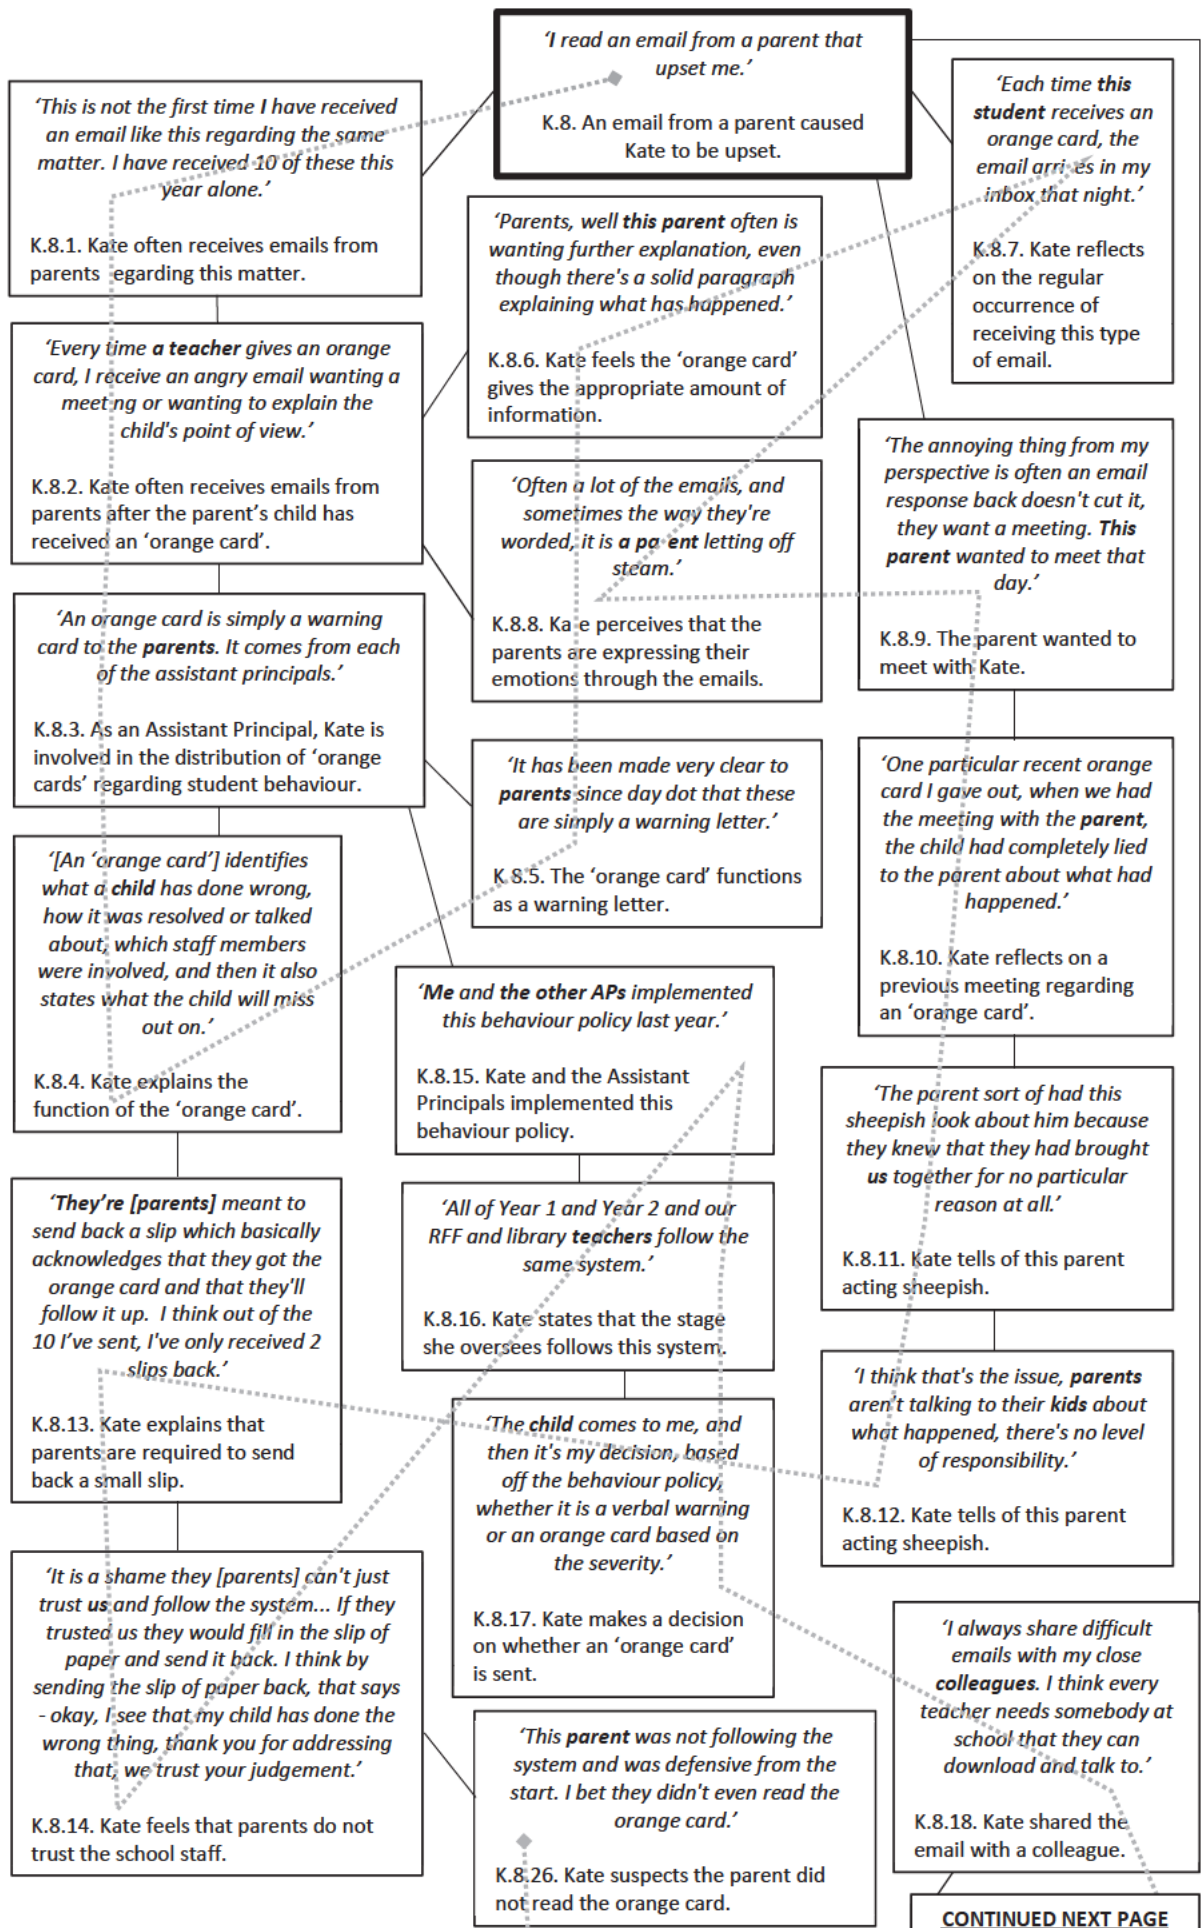 ‘I read an email from a parent that
upset me.’
K.8. An email from a parent caused
Kate to be upset.
‘This is not the first time I have received
an email like this regarding the same
matter. I have received 10 of these this
year alone.’
K.8.1. Kate often receives emails from
parents regarding this matter.
‘Each time this
student receives an
orange card, the
email arrives in my
inbox that night.’
K.8.7. Kate reflects
on the regular
occurrence of
receiving this type
of email.
‘Parents, well this parent often is
wanting further explanation, even
though there's a solid paragraph
explaining what has happened.’
K.8.6. Kate feels the ‘orange card’
gives the appropriate amount of
information.
‘Every time a teacher gives an orange
card, I receive an angry email wanting a
meeting or wanting to explain the
child's point of view.’
K.8.2. Kate often receives emails from
parents after the parent’s child has
received an ‘orange card’.
‘The annoying thing from my
perspective is often an email
response back doesn't cut it,
they want a meeting. This
parent wanted to meet that
day.’
K.8.9. The parent wanted to
meet with Kate.
‘Often a lot of the emails, and
sometimes the way they're
worded, it is a parent letting off
steam.’
K.8.8. Kate perceives that the
parents are expressing their
emotions through the emails.
‘An orange card is simply a warning
card to the parents. It comes from each
of the assistant principals.’
K.8.3. As an Assistant Principal, Kate is
involved in the distribution of ‘orange
cards’ regarding student behaviour.
‘It has been made very clear to
parents since day dot that these
are simply a warning letter.’
K.8.5. The ‘orange card’ functions
as a warning letter.
‘One particular recent orange
card I gave out, when we had
the meeting with the parent,
the child had completely lied
to the parent about what had
happened.’
K.8.10. Kate reflects on a
previous meeting regarding
an ‘orange card’.
‘[An ‘orange card’] identifies
what a child has done wrong,
how it was resolved or talked
about, which staff members
were involved, and then it also
states what the child will miss
out on.’
K.8.4. Kate explains the
function of the ‘orange card’.
‘Me and the other APs implemented
this behaviour policy last year.’
K.8.15. Kate and the Assistant
Principals implemented this
behaviour policy.
‘The parent sort of had this
sheepish look about him because
they knew that they had brought
us together for no particular
reason at all.’
K.8.11. Kate tells of this parent
acting sheepish.
‘They’re [parents] meant to
send back a slip which basically
acknowledges that they got the
orange card and that they'll
follow it up. I think out of the
10 I’ve sent, I've only received 2
slips back.’
K.8.13. Kate explains that
parents are required to send
back a small slip.
‘All of Year 1 and Year 2 and our
RFF and library teachers follow the
same system.’
K.8.16. Kate states that the stage
she oversees follows this system.
‘I think that's the issue, parents
aren't talking to their kids about
what happened, there's no level
of responsibility.’
K.8.12. Kate tells of this parent
acting sheepish.
‘The child comes to me, and
then it's my decision, based
off the behaviour policy,
whether it is a verbal warning
or an orange card based on
the severity.’
K.8.17. Kate makes a decision
on whether an ‘orange card’
is sent.
‘It is a shame they [parents] can't just
trust us and follow the system... If they
trusted us they would fill in the slip of
paper and send it back. I think by
sending the slip of paper back, that says
- okay, I see that my child has done the
wrong thing, thank you for addressing
that, we trust your judgement.’
K.8.14. Kate feels that parents do not
trust the school staff.
‘I always share difficult
emails with my close
colleagues. I think every
teacher needs somebody at
school that they can
download and talk to.’
K.8.18. Kate shared the
email with a colleague.
‘This parent was not following the
system and was defensive from the
start. I bet they didn't even read the
orange card.’
K.8.26. Kate suspects the parent did
not read the orange card.
CONTINUED NEXT PAGE